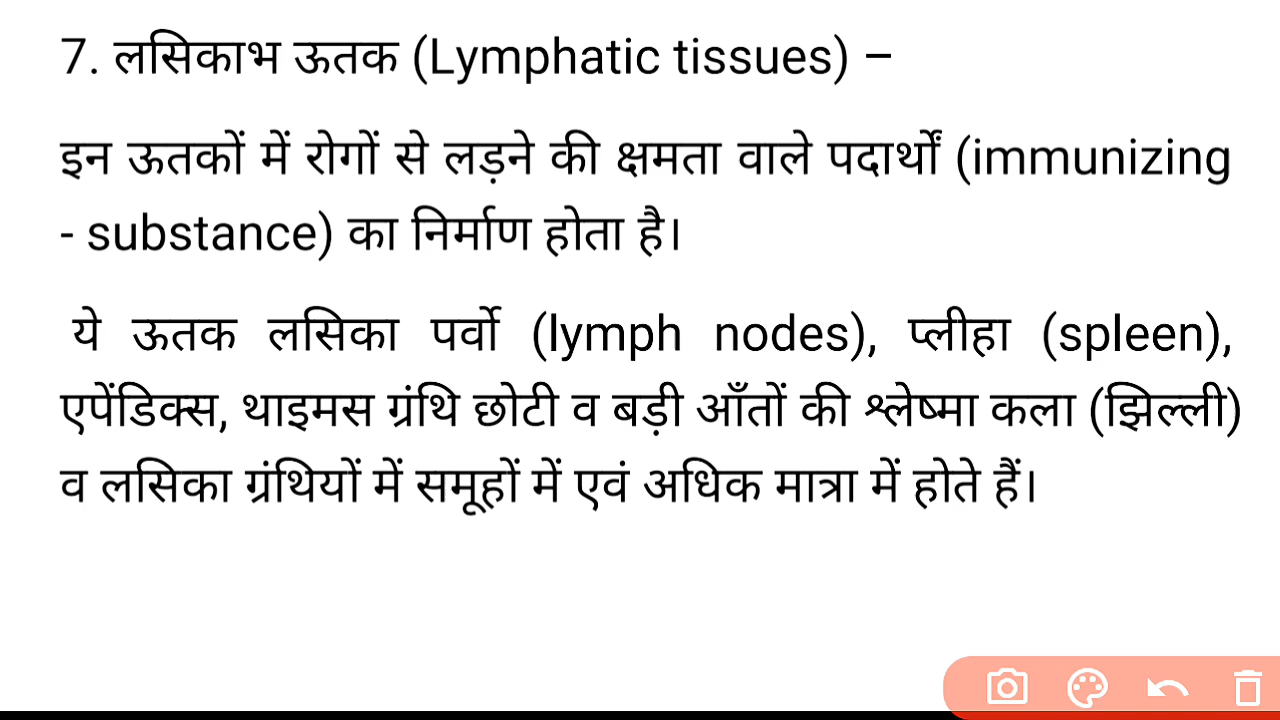 7. लसिकाभ ऊतक (Lymphatic tissues) –
इन ऊतकों में रोगों से लड़ने की क्षमता वाले पदार्थों (immunizing
- substance) का निर्माण होता है।
ये ऊतक लसिका पर्वो (lymph nodes), प्लीहा (spleen),
एपेंडिक्स, थाइमस ग्रंथि छोटी व बड़ी आँतों की श्लेष्मा कला (झिल्ली)
व लसिका ग्रंथियों में समूहों में एवं अधिक मात्रा में होते हैं।